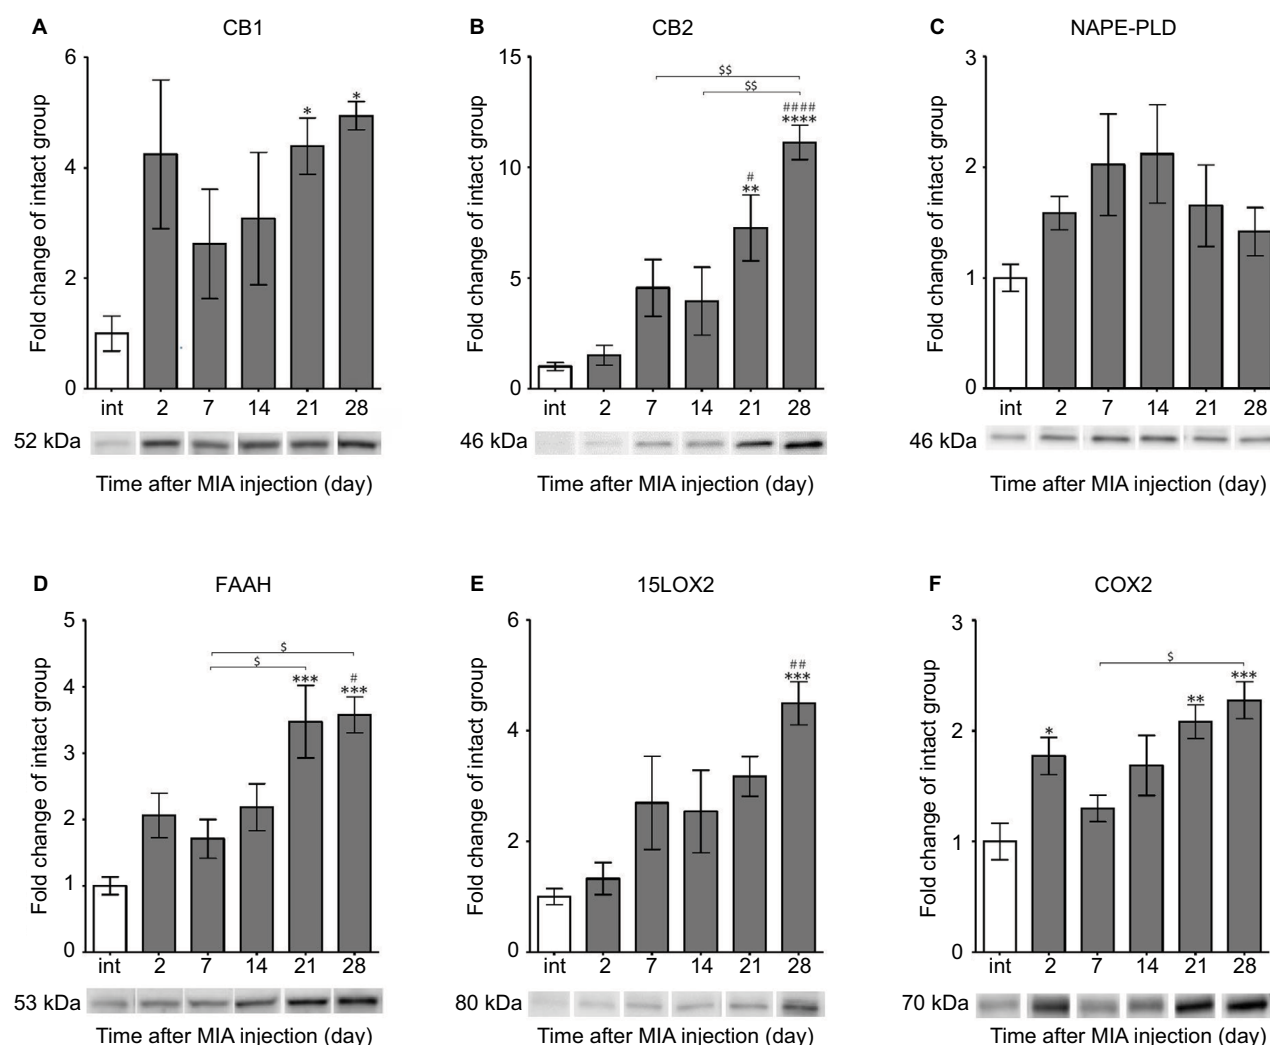 A CB1
Fold change of intact group
6
4
2
0
* *
int 2 7 14 21 28
52 kDa
Time after MIA injection (day)
B CB2
Fold change of intact group
15
10
5
0
$$
$$
####
****
#
**
int 2 7 14 21 28
46 kDa
Time after MIA injection (day)
C NAPE-PLD
Fold change of intact group
3
2
1
0
int 2 7 14 21 28
46 kDa
Time after MIA injection (day)
D FAAH
Fold change of intact group
5
4
3
2
1
0
$
$
#
*** ***
int 2 7 14 21 28
53 kDa
Time after MIA injection (day)
E 15LOX2
Fold change of intact group
6
4
2
0
##
***
int 2 7 14 21 28
80 kDa
Time after MIA injection (day)
F COX2
Fold change of intact group
3
2
1
0
$
* ** ***
int 2 7 14 21 28
70 kDa
Time after MIA injection (day)